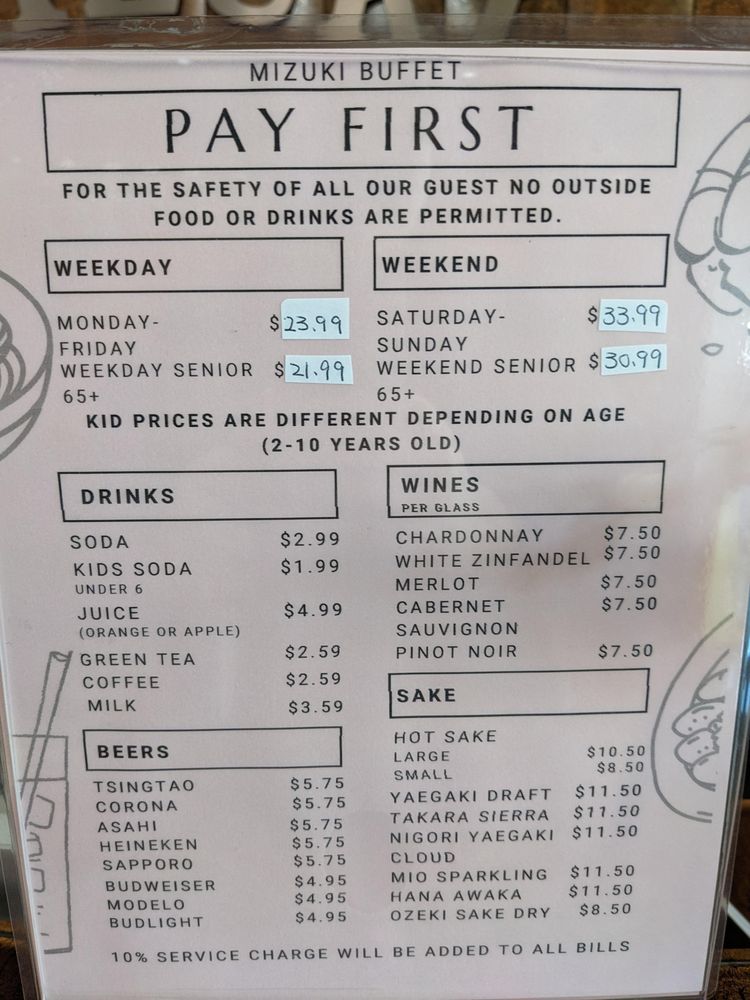 MIZUKI BUFFET
PAY FIRST
FOR THE SAFETY OF ALL OUR GUEST NO OUTSIDE
FOOD OR DRINKS ARE PERMITTED.
WEEKDAY
MONDAY- $23.99
FRIDAY
WEEKDAY SENIOR $21.99
65+
WEEKEND
SATURDAY- $33.99
SUNDAY
WEEKEND SENIOR $30.99
65+
KID PRICES ARE DIFFERENT DEPENDING ON AGE
(2-10 YEARS OLD)
DRINKS
SODA $2.99
KIDS SODA $1.99
UNDER 6
JUICE $4.99
(ORANGE OR APPLE)
GREEN TEA $2.59
COFFEE $2.59
MILK $3.59
BEERS
TSINGTAO $5.75
CORONA $5.75
ASAHI $5.75
HEINEKEN $5.75
SAPPORO $5.75
BUDWEISER $4.95
MODELO $4.95
BUDLIGHT $4.95
WINES
PER GLASS
CHARDONNAY $7.50
WHITE ZINFANDEL $7.50
MERLOT $7.50
CABERNET $7.50
SAUVIGNON
PINOT NOIR $7.50
SAKE
HOT SAKE
LARGE $10.50
SMALL $8.50
YAEGAKI DRAFT $11.50
TAKARA SIERRA $11.50
NIGORI YAEGAKI $11.50
CLOUD
MIO SPARKLING $11.50
HANA AWAKA $11.50
OZEKI SAKE DRY $8.50
10% SERVICE CHARGE WILL BE ADDED TO ALL BILLS